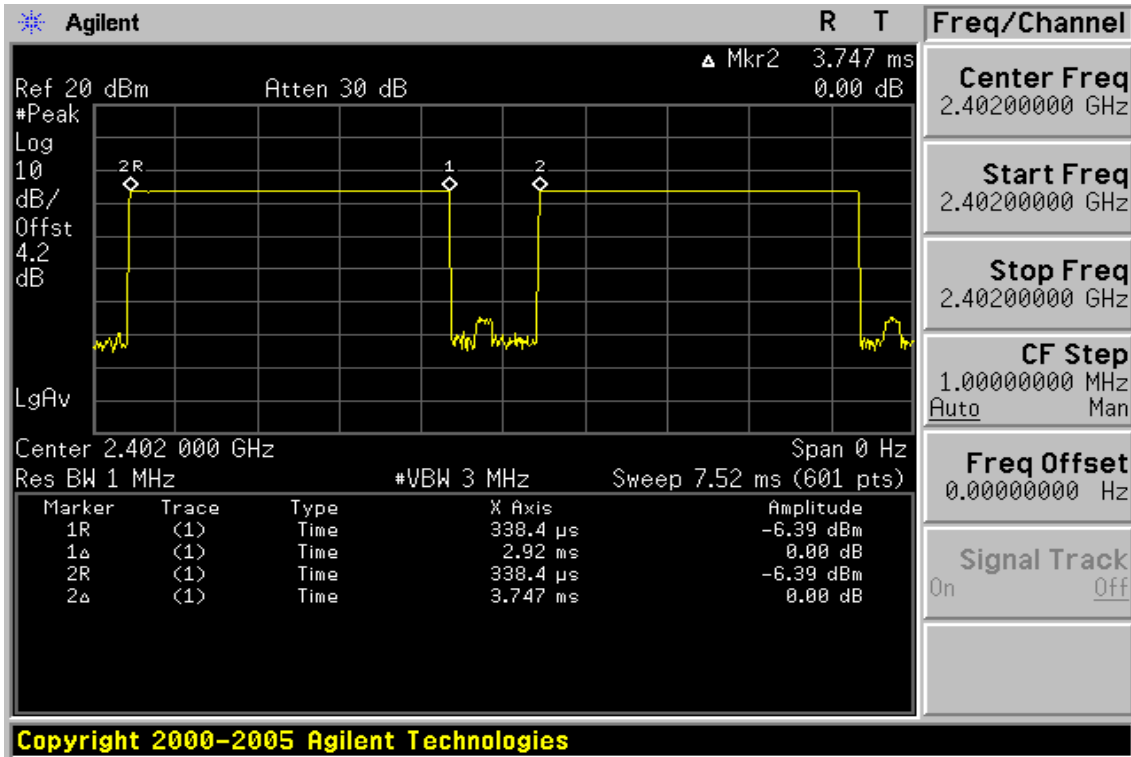 Agilent
R T
Freq/Channel
Δ Mkr2 3.747 ms
Ref 20 dBm Atten 30 dB 0.00 dB
#Peak
Log
10
dB/
Offst
4.2
dB
LgAv
2R
1
2
Center 2.402 000 GHz Span 0 Hz
Res BW 1 MHz #VBW 3 MHz Sweep 7.52 ms (601 pts)
Marker Trace Type X Axis Amplitude
1R (1) Time 338.4 µs -6.39 dBm
1Δ (1) Time 2.92 ms 0.00 dB
2R (1) Time 338.4 µs -6.39 dBm
2Δ (1) Time 3.747 ms 0.00 dB
Center Freq
2.40200000 GHz
Start Freq
2.40200000 GHz
Stop Freq
2.40200000 GHz
CF Step
1.00000000 MHz
Auto Man
Freq Offset
0.00000000 Hz
Signal Track
On Off
Copyright 2000-2005 Agilent Technologies